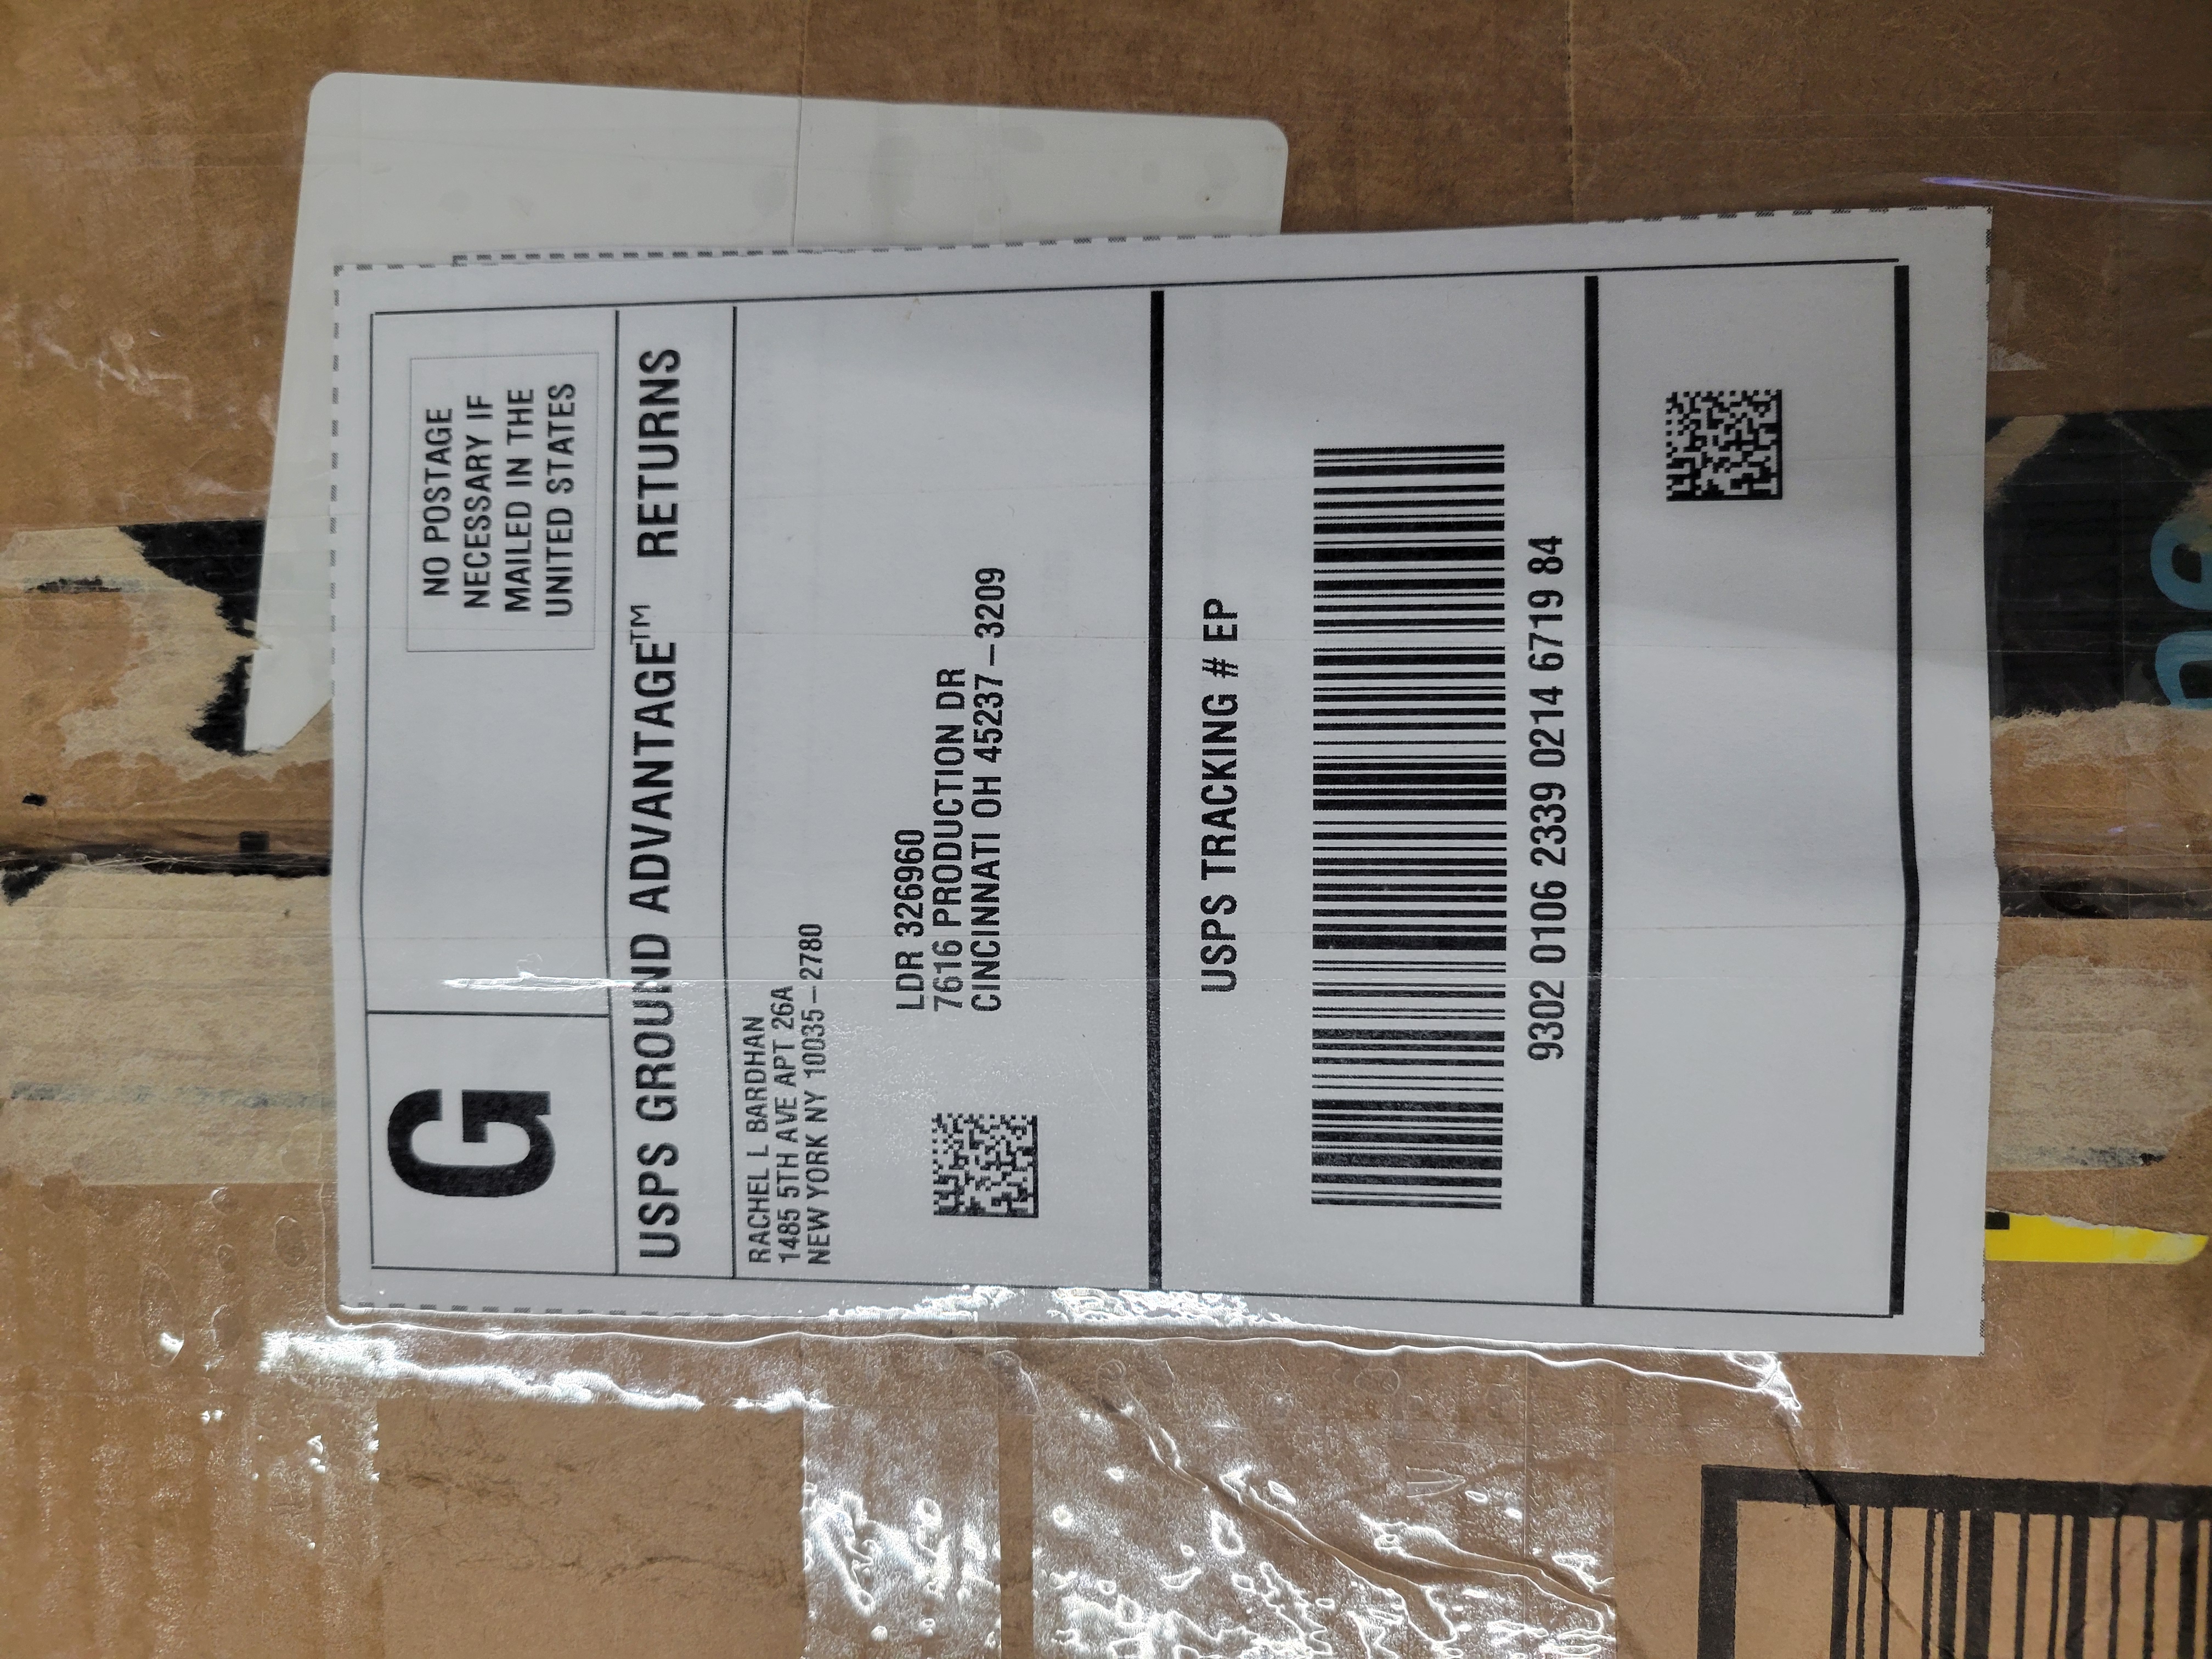 G
NO POSTAGE
NECESSARY IF
MAILED IN THE
UNITED STATES
USPS GROUND ADVANTAGE™ RETURNS
RACHEL L BARDHAN
1485 5TH AVE APT 26A
NEW YORK NY 10035-2780
LDR 326960
7616 PRODUCTION DR
CINCINNATI OH 45237-3209
USPS TRACKING # EP
9302 0106 2339 0214 6719 84